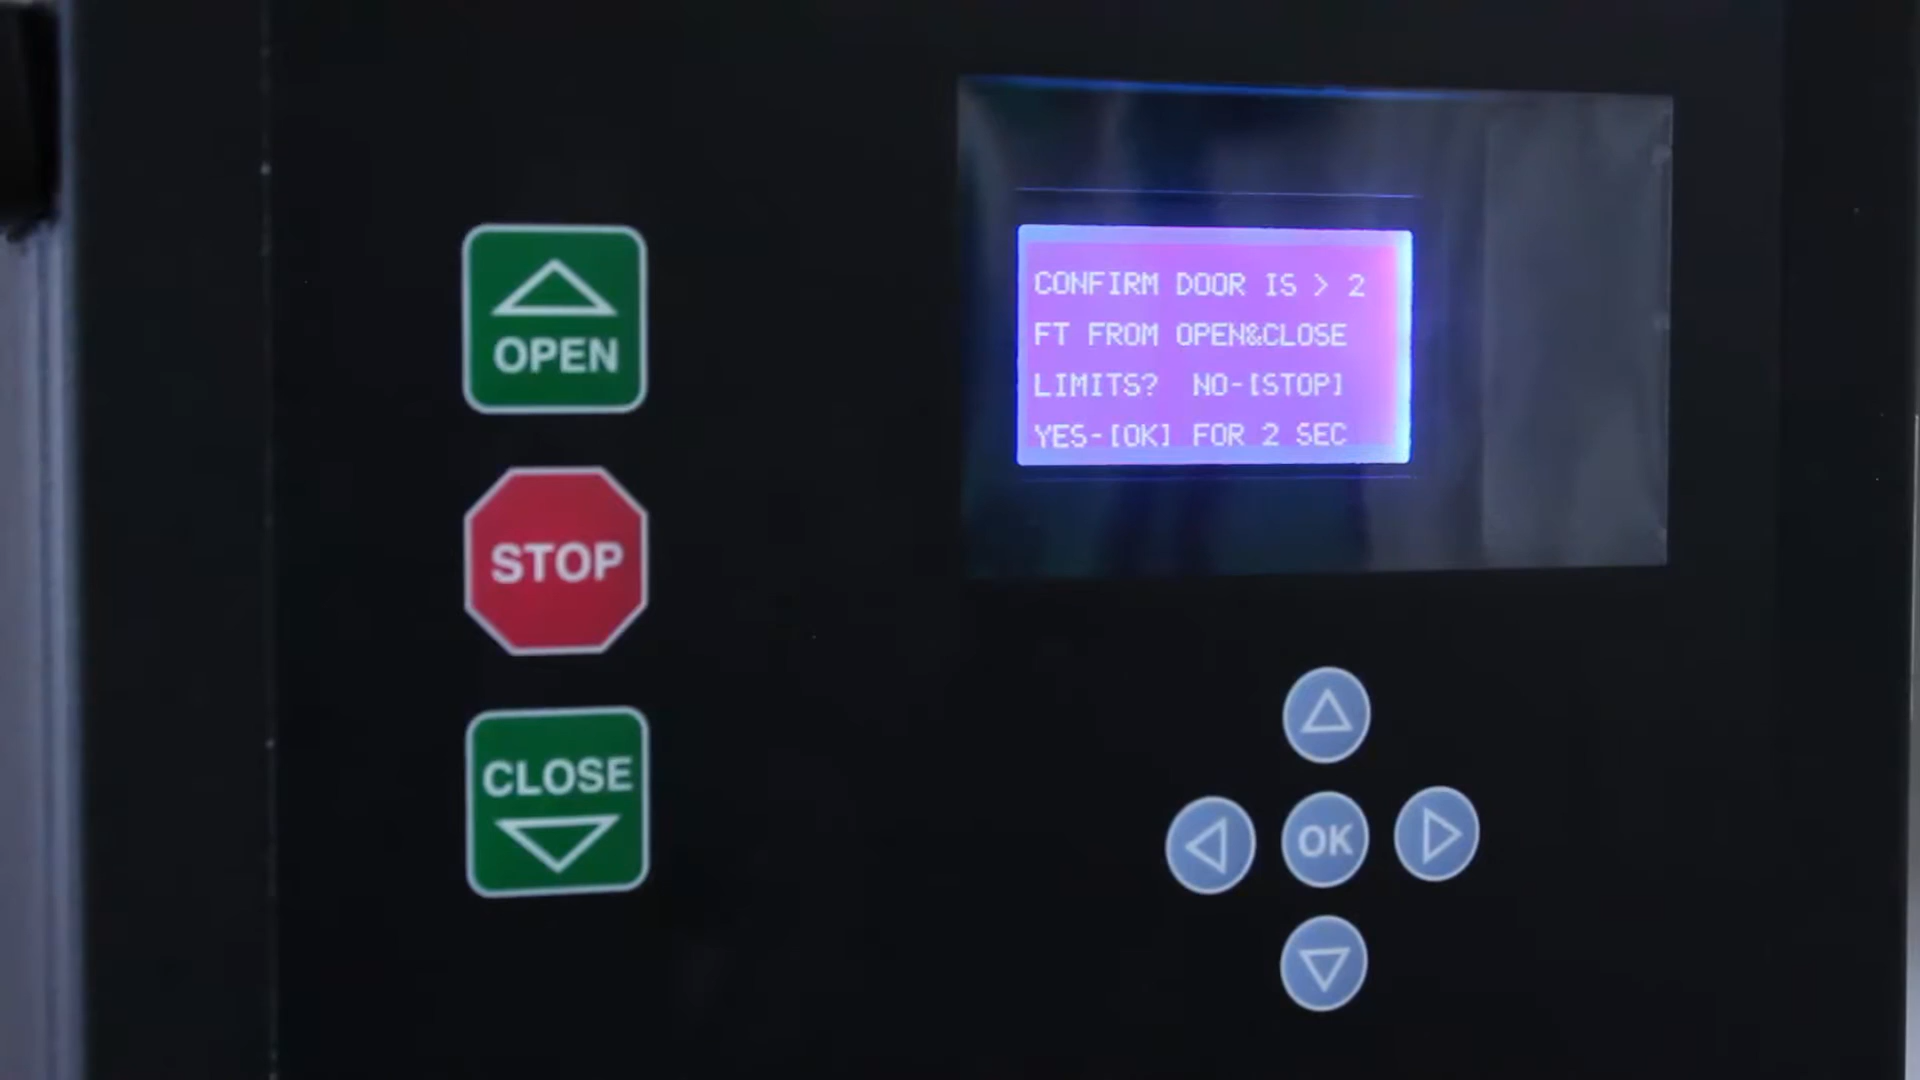 OPEN
STOP
CLOSE
CONFIRM DOOR IS > 2
FT FROM OPEN&CLOSE
LIMITS? NO-[STOP]
YES-[OK] FOR 2 SEC
OK